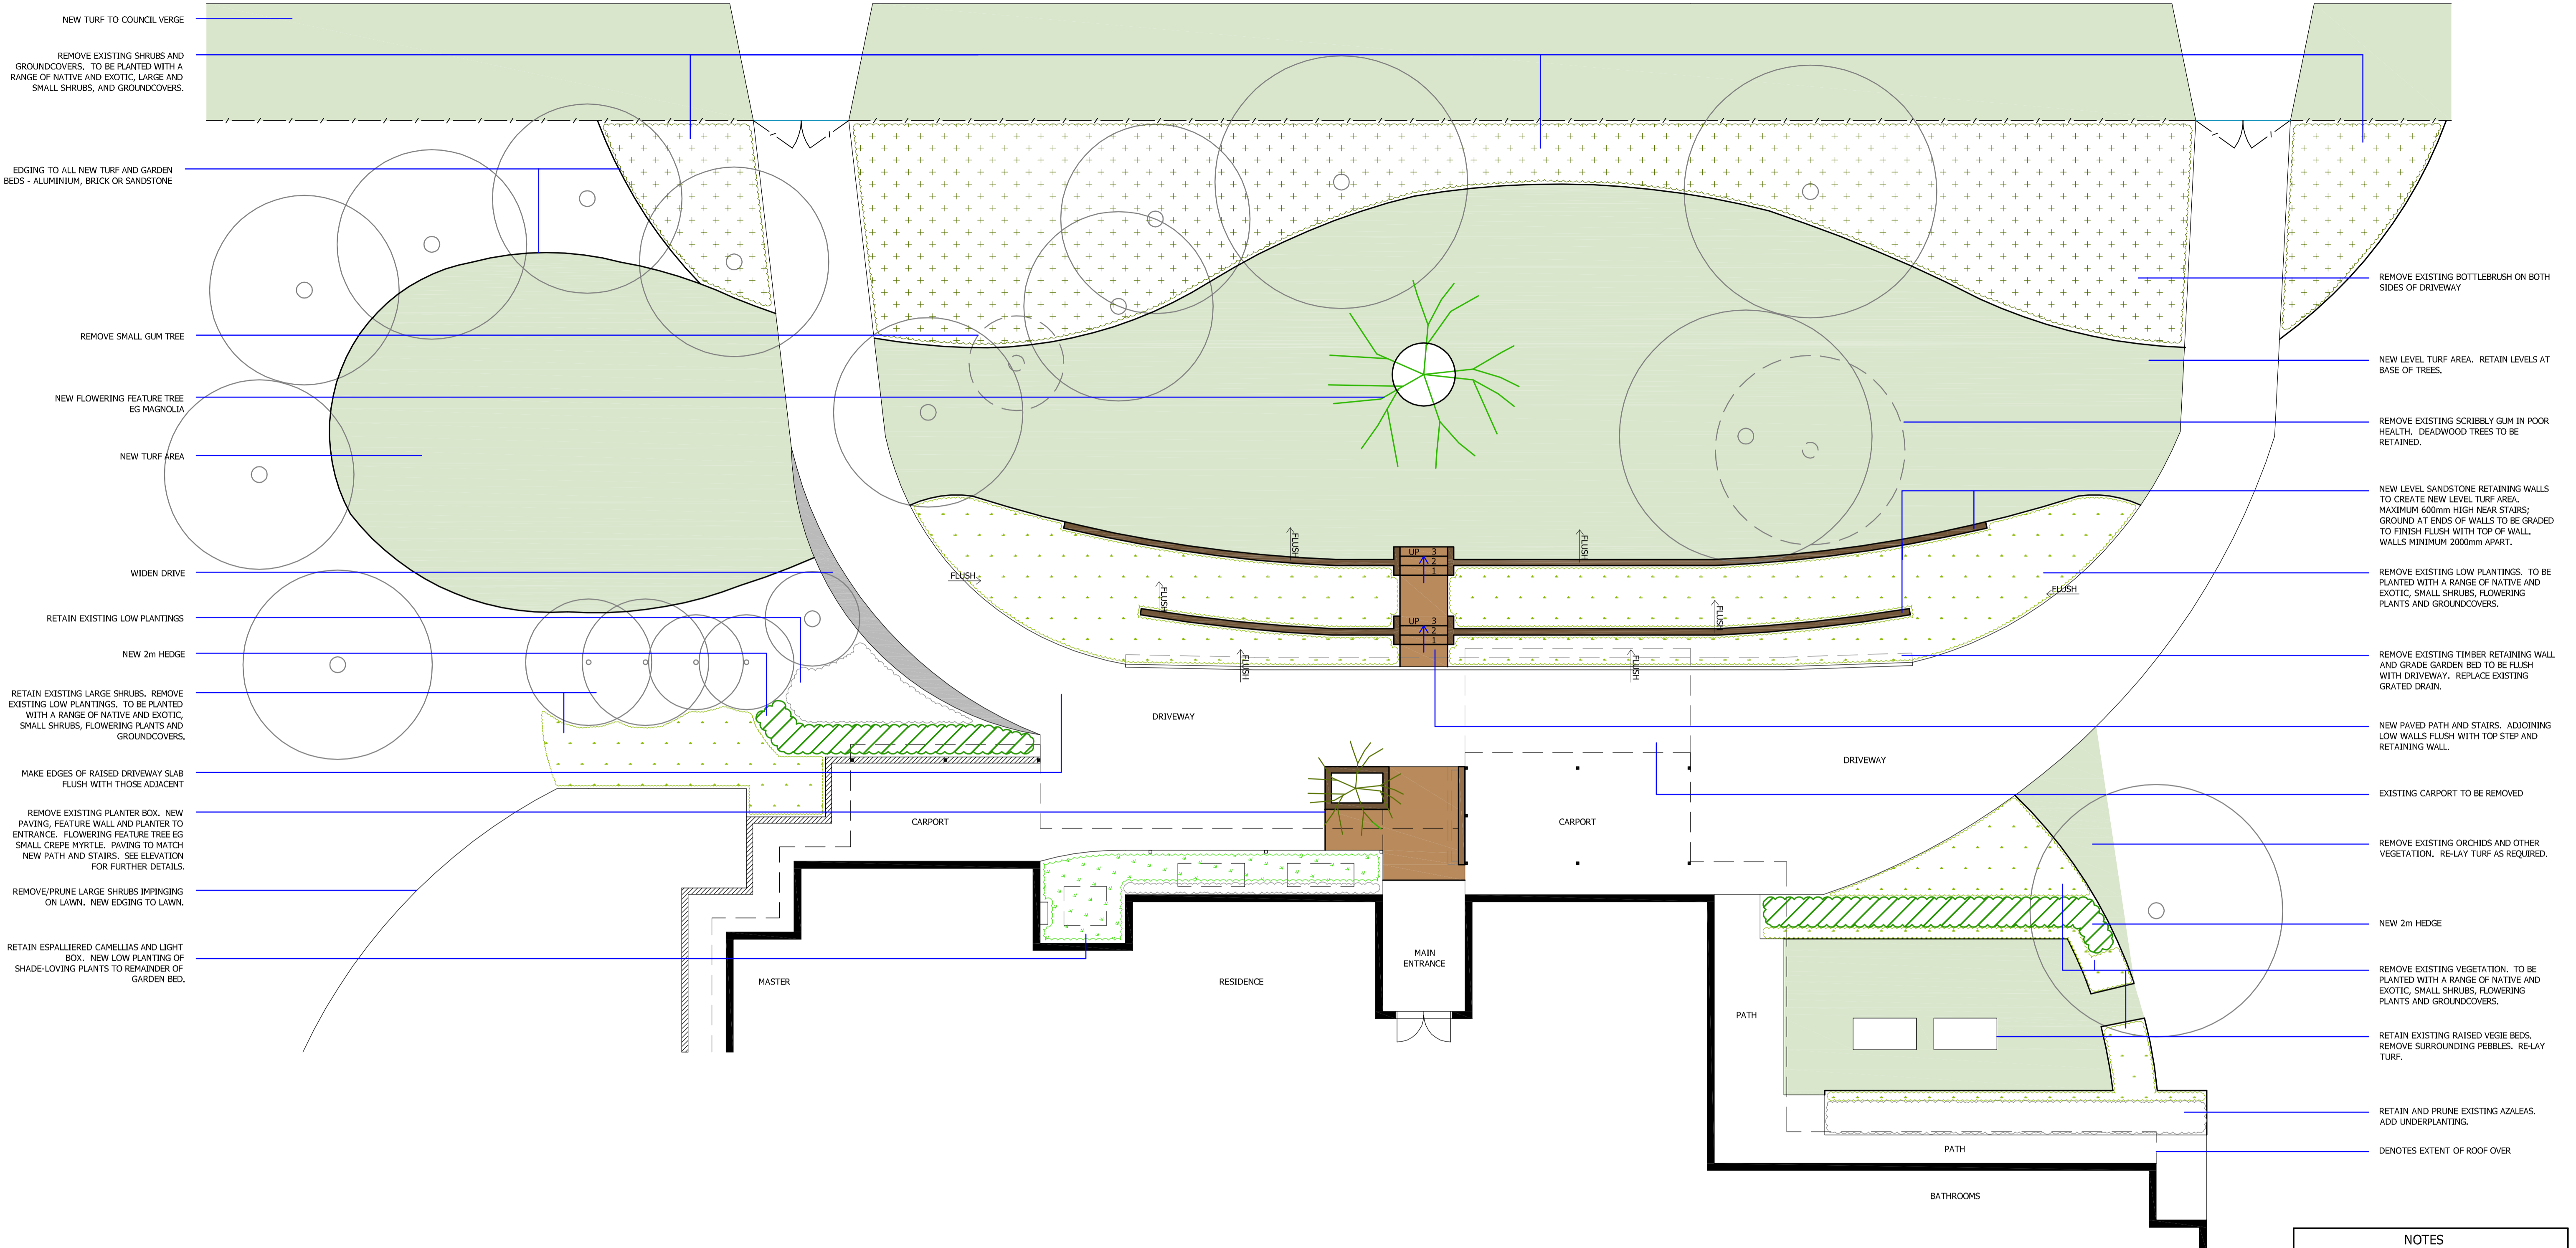 NEW TURF TO COUNCIL VERGE
REMOVE EXISTING SHRUBS AND
GROUNDCOVERS. TO BE PLANTED WITH A
RANGE OF NATIVE AND EXOTIC, LARGE AND
SMALL SHRUBS, AND GROUNDCOVERS.
EDGING TO ALL NEW TURF AND GARDEN
BEDS - ALUMINIUM, BRICK OR SANDSTONE
REMOVE SMALL GUM TREE
NEW FLOWERING FEATURE TREE
EG MAGNOLIA
NEW TURF AREA
WIDEN DRIVE
RETAIN EXISTING LOW PLANTINGS
NEW 2m HEDGE
RETAIN EXISTING LARGE SHRUBS. REMOVE
EXISTING LOW PLANTINGS. TO BE PLANTED
WITH A RANGE OF NATIVE AND EXOTIC,
SMALL SHRUBS, FLOWERING PLANTS AND
GROUNDCOVERS.
MAKE EDGES OF RAISED DRIVEWAY SLAB
FLUSH WITH THOSE ADJACENT
REMOVE EXISTING PLANTER BOX. NEW
PAVING, FEATURE WALL AND PLANTER TO
ENTRANCE. FLOWERING FEATURE TREE EG
SMALL CREPE MYRTLE. PAVING TO MATCH
NEW PATH AND STAIRS. SEE ELEVATION
FOR FURTHER DETAILS.
REMOVE/PRUNE LARGE SHRUBS IMPINGING
ON LAWN. NEW EDGING TO LAWN.
RETAIN ESPALLIERED CAMELLIAS AND LIGHT
BOX. NEW LOW PLANTING OF
SHADE-LOVING PLANTS TO REMAINDER OF
GARDEN BED.
FLUSH
FLUSH
FLUSH
FLUSH
FLUSH
FLUSH
FLUSH
FLUSH
UP 3
2
1
UP 3
2
1
DRIVEWAY
DRIVEWAY
CARPORT
CARPORT
MASTER
RESIDENCE
MAIN
ENTRANCE
PATH
PATH
BATHROOMS
REMOVE EXISTING BOTTLEBRUSH ON BOTH
SIDES OF DRIVEWAY
NEW LEVEL TURF AREA. RETAIN LEVELS AT
BASE OF TREES.
REMOVE EXISTING SCRIBBLY GUM IN POOR
HEALTH. DEADWOOD TREES TO BE
RETAINED.
NEW LEVEL SANDSTONE RETAINING WALLS
TO CREATE NEW LEVEL TURF AREA.
MAXIMUM 600mm HIGH NEAR STAIRS;
GROUND AT ENDS OF WALLS TO BE GRADED
TO FINISH FLUSH WITH TOP OF WALL.
WALLS MINIMUM 2000mm APART.
REMOVE EXISTING LOW PLANTINGS. TO BE
PLANTED WITH A RANGE OF NATIVE AND
EXOTIC, SMALL SHRUBS, FLOWERING
PLANTS AND GROUNDCOVERS.
REMOVE EXISTING TIMBER RETAINING WALL
AND GRADE GARDEN BED TO BE FLUSH
WITH DRIVEWAY. REPLACE EXISTING
GRATED DRAIN.
NEW PAVED PATH AND STAIRS. ADJOINING
LOW WALLS FLUSH WITH TOP STEP AND
RETAINING WALL.
EXISTING CARPORT TO BE REMOVED
REMOVE EXISTING ORCHIDS AND OTHER
VEGETATION. RE-LAY TURF AS REQUIRED.
NEW 2m HEDGE
REMOVE EXISTING VEGETATION. TO BE
PLANTED WITH A RANGE OF NATIVE AND
EXOTIC, SMALL SHRUBS, FLOWERING
PLANTS AND GROUNDCOVERS.
RETAIN EXISTING RAISED VEGIE BEDS.
REMOVE SURROUNDING PEBBLES. RE-LAY
TURF.
RETAIN AND PRUNE EXISTING AZALEAS.
ADD UNDERPLANTING.
DENOTES EXTENT OF ROOF OVER
NOTES